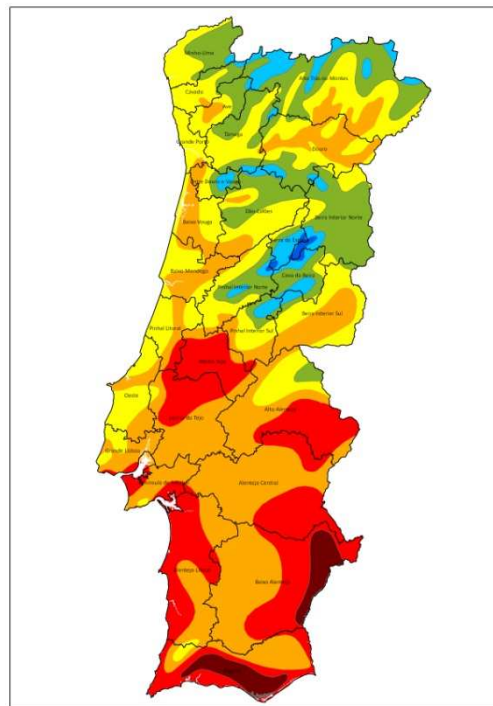 Minho-Lima
Alto Trás-os-Montes
Cávado
Ave
Grande Porto
Tâmega
Douro
Entre Douro e Vouga
Dão-Lafões
Baixo Vouga
Beira Interior Norte
Serra da Estrela
Baixo Mondego
Cova da Beira
Pinhal Interior Norte
Beira Interior Sul
Pinhal Litoral
Pinhal Interior Sul
Médio Tejo
Oeste
Alto Alentejo
Lezíria do Tejo
Grande Lisboa
Península de Setúbal
Alentejo Central
Alentejo Litoral
Baixo Alentejo
Algarve